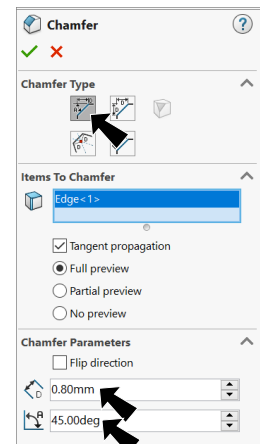 Chamfer
?
Chamfer Type
Items To Chamfer
Edge<1>
Tangent propagation
Full preview
Partial preview
No preview
Chamfer Parameters
Flip direction
D
0.80mm
A
45.00deg